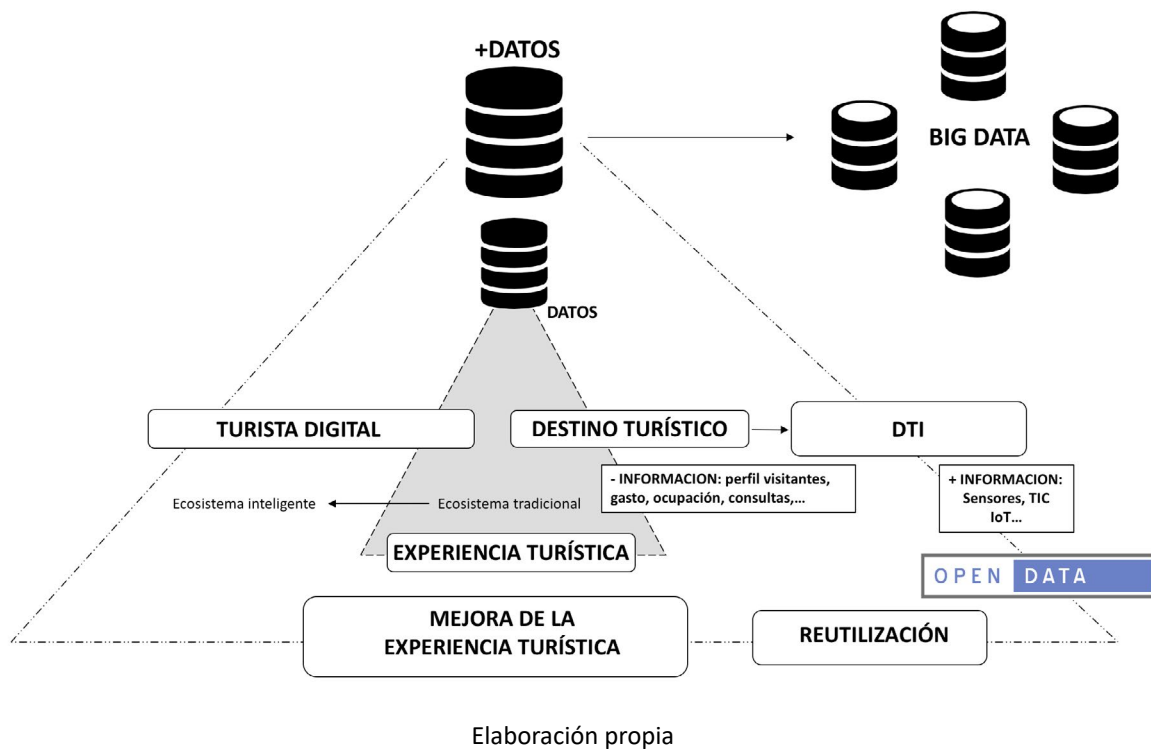 +DATOS
BIG DATA
DATOS
TURISTA DIGITAL
DESTINO TURÍSTICO
DTI
- INFORMACION: perfil visitantes,
gasto, ocupación, consultas,...
+ INFORMACION:
Sensores, TIC
IoT...
Ecosistema inteligente
Ecosistema tradicional
EXPERIENCIA TURÍSTICA
OPEN DATA
MEJORA DE LA
EXPERIENCIA TURÍSTICA
REUTILIZACIÓN
Elaboración propia